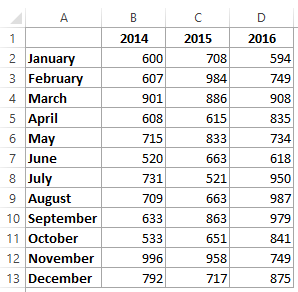 A B C D
1 2014 2015 2016
2 January 600 708 594
3 February 607 984 749
4 March 901 886 908
5 April 608 615 835
6 May 715 833 734
7 June 520 663 618
8 July 731 521 950
9 August 709 663 987
10 September 633 863 979
11 October 533 651 841
12 November 996 958 749
13 December 792 717 875